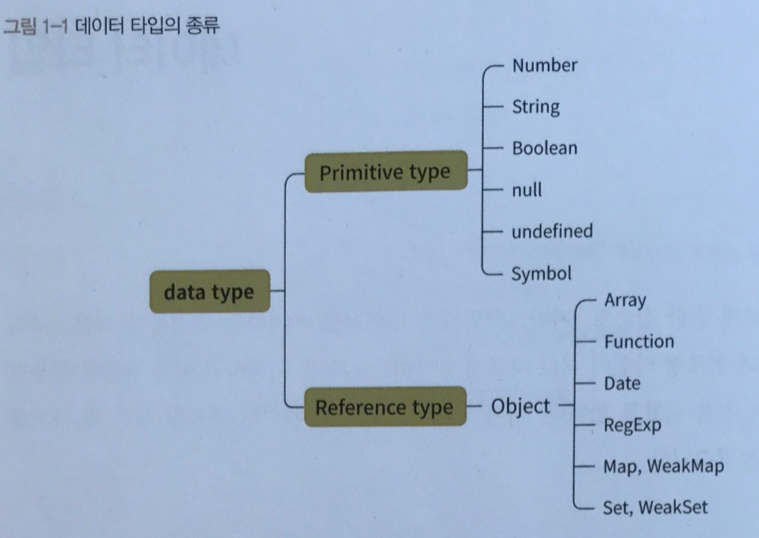 그림 1-1 데이터 타입의 종류
data type
Primitive type
Number
String
Boolean
null
undefined
Symbol
Reference type
Object
Array
Function
Date
RegExp
Map, WeakMap
Set, WeakSet